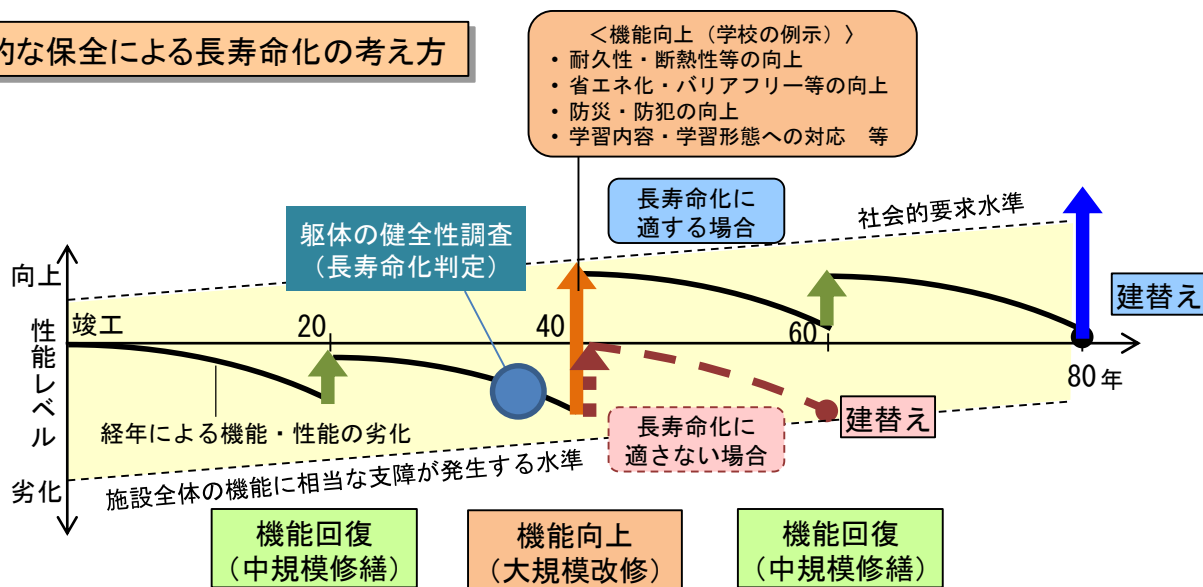 的な保全による長寿命化の考え方
＜機能向上（学校の例示）〉
・耐久性・断熱性等の向上
・省エネ化・バリアフリー等の向上
・防災・防犯の向上
・学習内容・学習形態への対応　等
長寿命化に
適する場合
社会的要求水準
躯体の健全性調査
（長寿命化判定）
向上
竣工
20
40
60
80年
建替え
性能レベル
経年による機能・性能の劣化
長寿命化に
適さない場合
建替え
劣化
施設全体の機能に相当な支障が発生する水準
機能回復
（中規模修繕）
機能向上
（大規模改修）
機能回復
（中規模修繕）